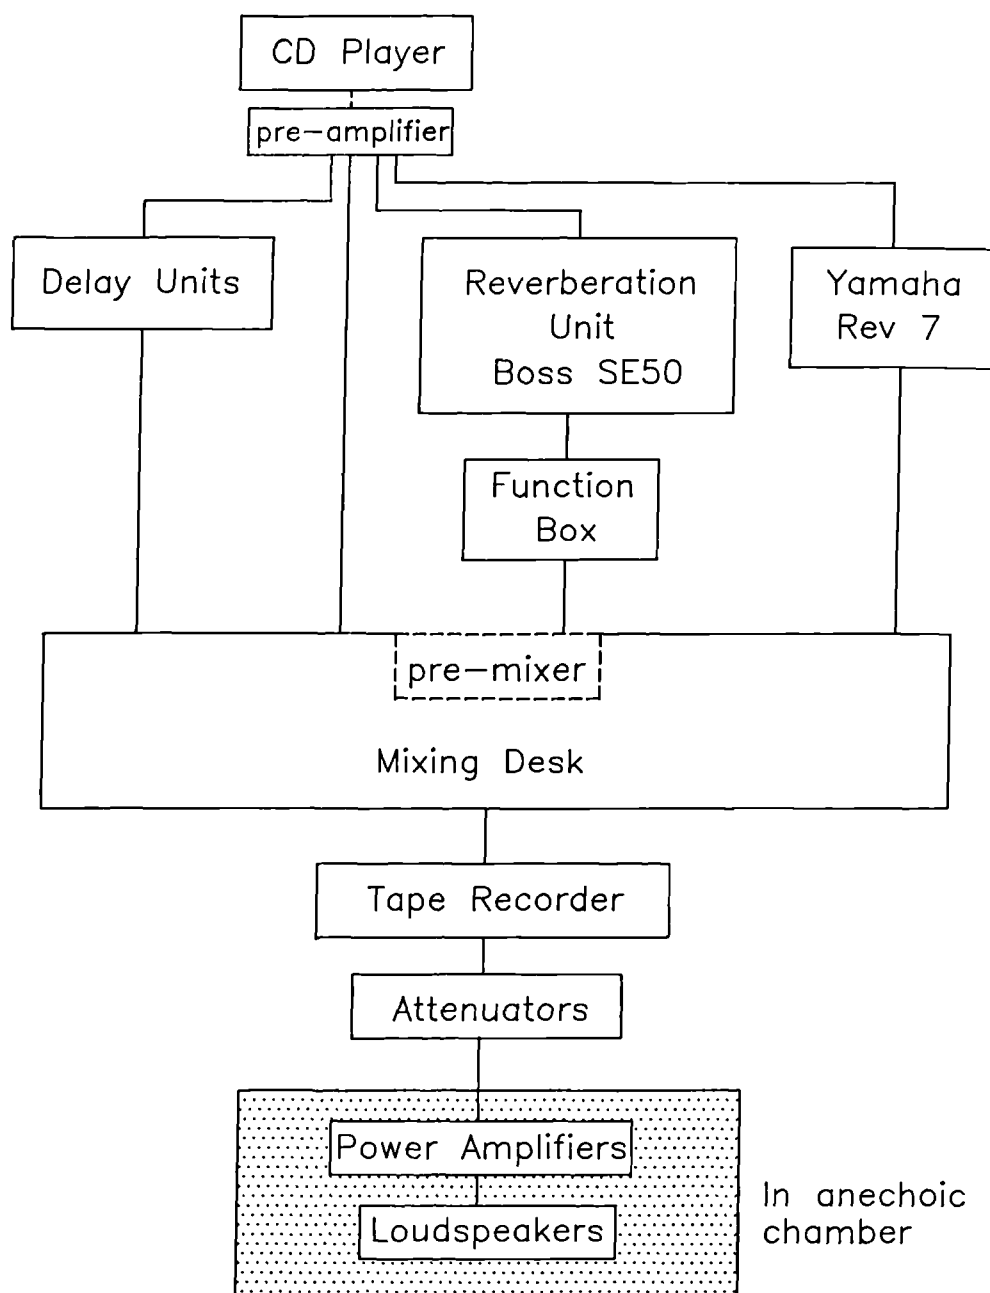 CD Player
pre-amplifier
Delay Units
Reverberation
Unit
Boss SE50
Yamaha
Rev 7
Function
Box
pre-mixer
Mixing Desk
Tape Recorder
Attenuators
Power Amplifiers
Loudspeakers
In anechoic
chamber